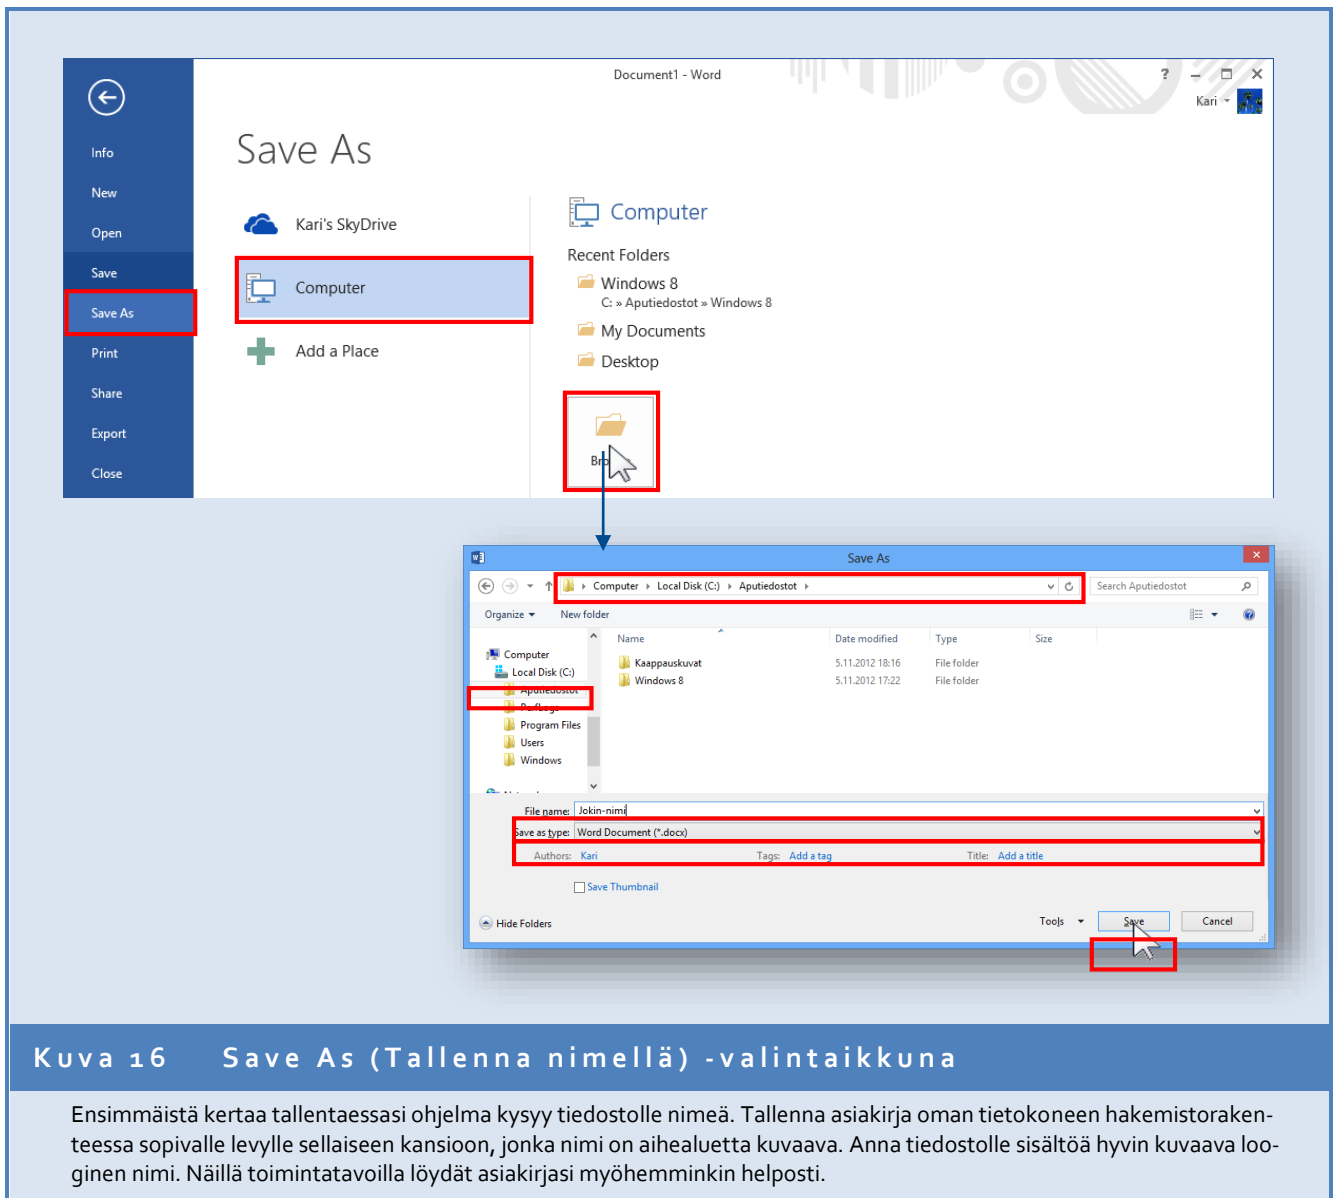 Document1 - Word
?
Kari
Info
New
Open
Save
Save As
Print
Share
Export
Close
Save As
Kari's SkyDrive
Computer
Add a Place
Computer
Recent Folders
Windows 8
C: » Aputiedostot » Windows 8
My Documents
Desktop
Save As
Computer Local Disk (C:) Aputiedostot
Search Aputiedostot
Organize New folder
Name Date modified Type Size
Computer
Local Disk (C:)
Aputiedostot
PerfLogs
Program Files
Users
Windows
Kaappauskuvat 5.11.2012 18:16 File folder
Windows 8 5.11.2012 17:22 File folder
File name: Jokin-nimi
Save as type: Word Document (*.docx)
Authors: Kari Tags: Add a tag Title: Add a title
Save Thumbnail
Hide Folders Tools Save Cancel
Kuva 16 Save As (Tallenna nimellä) -valintaikkuna
Ensimmäistä kertaa tallentaessasi ohjelma kysyy tiedostolle nimeä. Tallenna asiakirja oman tietokoneen hakemistoraken-
teessa sopivalle levylle sellaiseen kansioon, jonka nimi on aihealuetta kuvaava. Anna tiedostolle sisältöä hyvin kuvaava loo-
ginen nimi. Näillä toimintatavoilla löydät asiakirjasi myöhemminkin helposti.